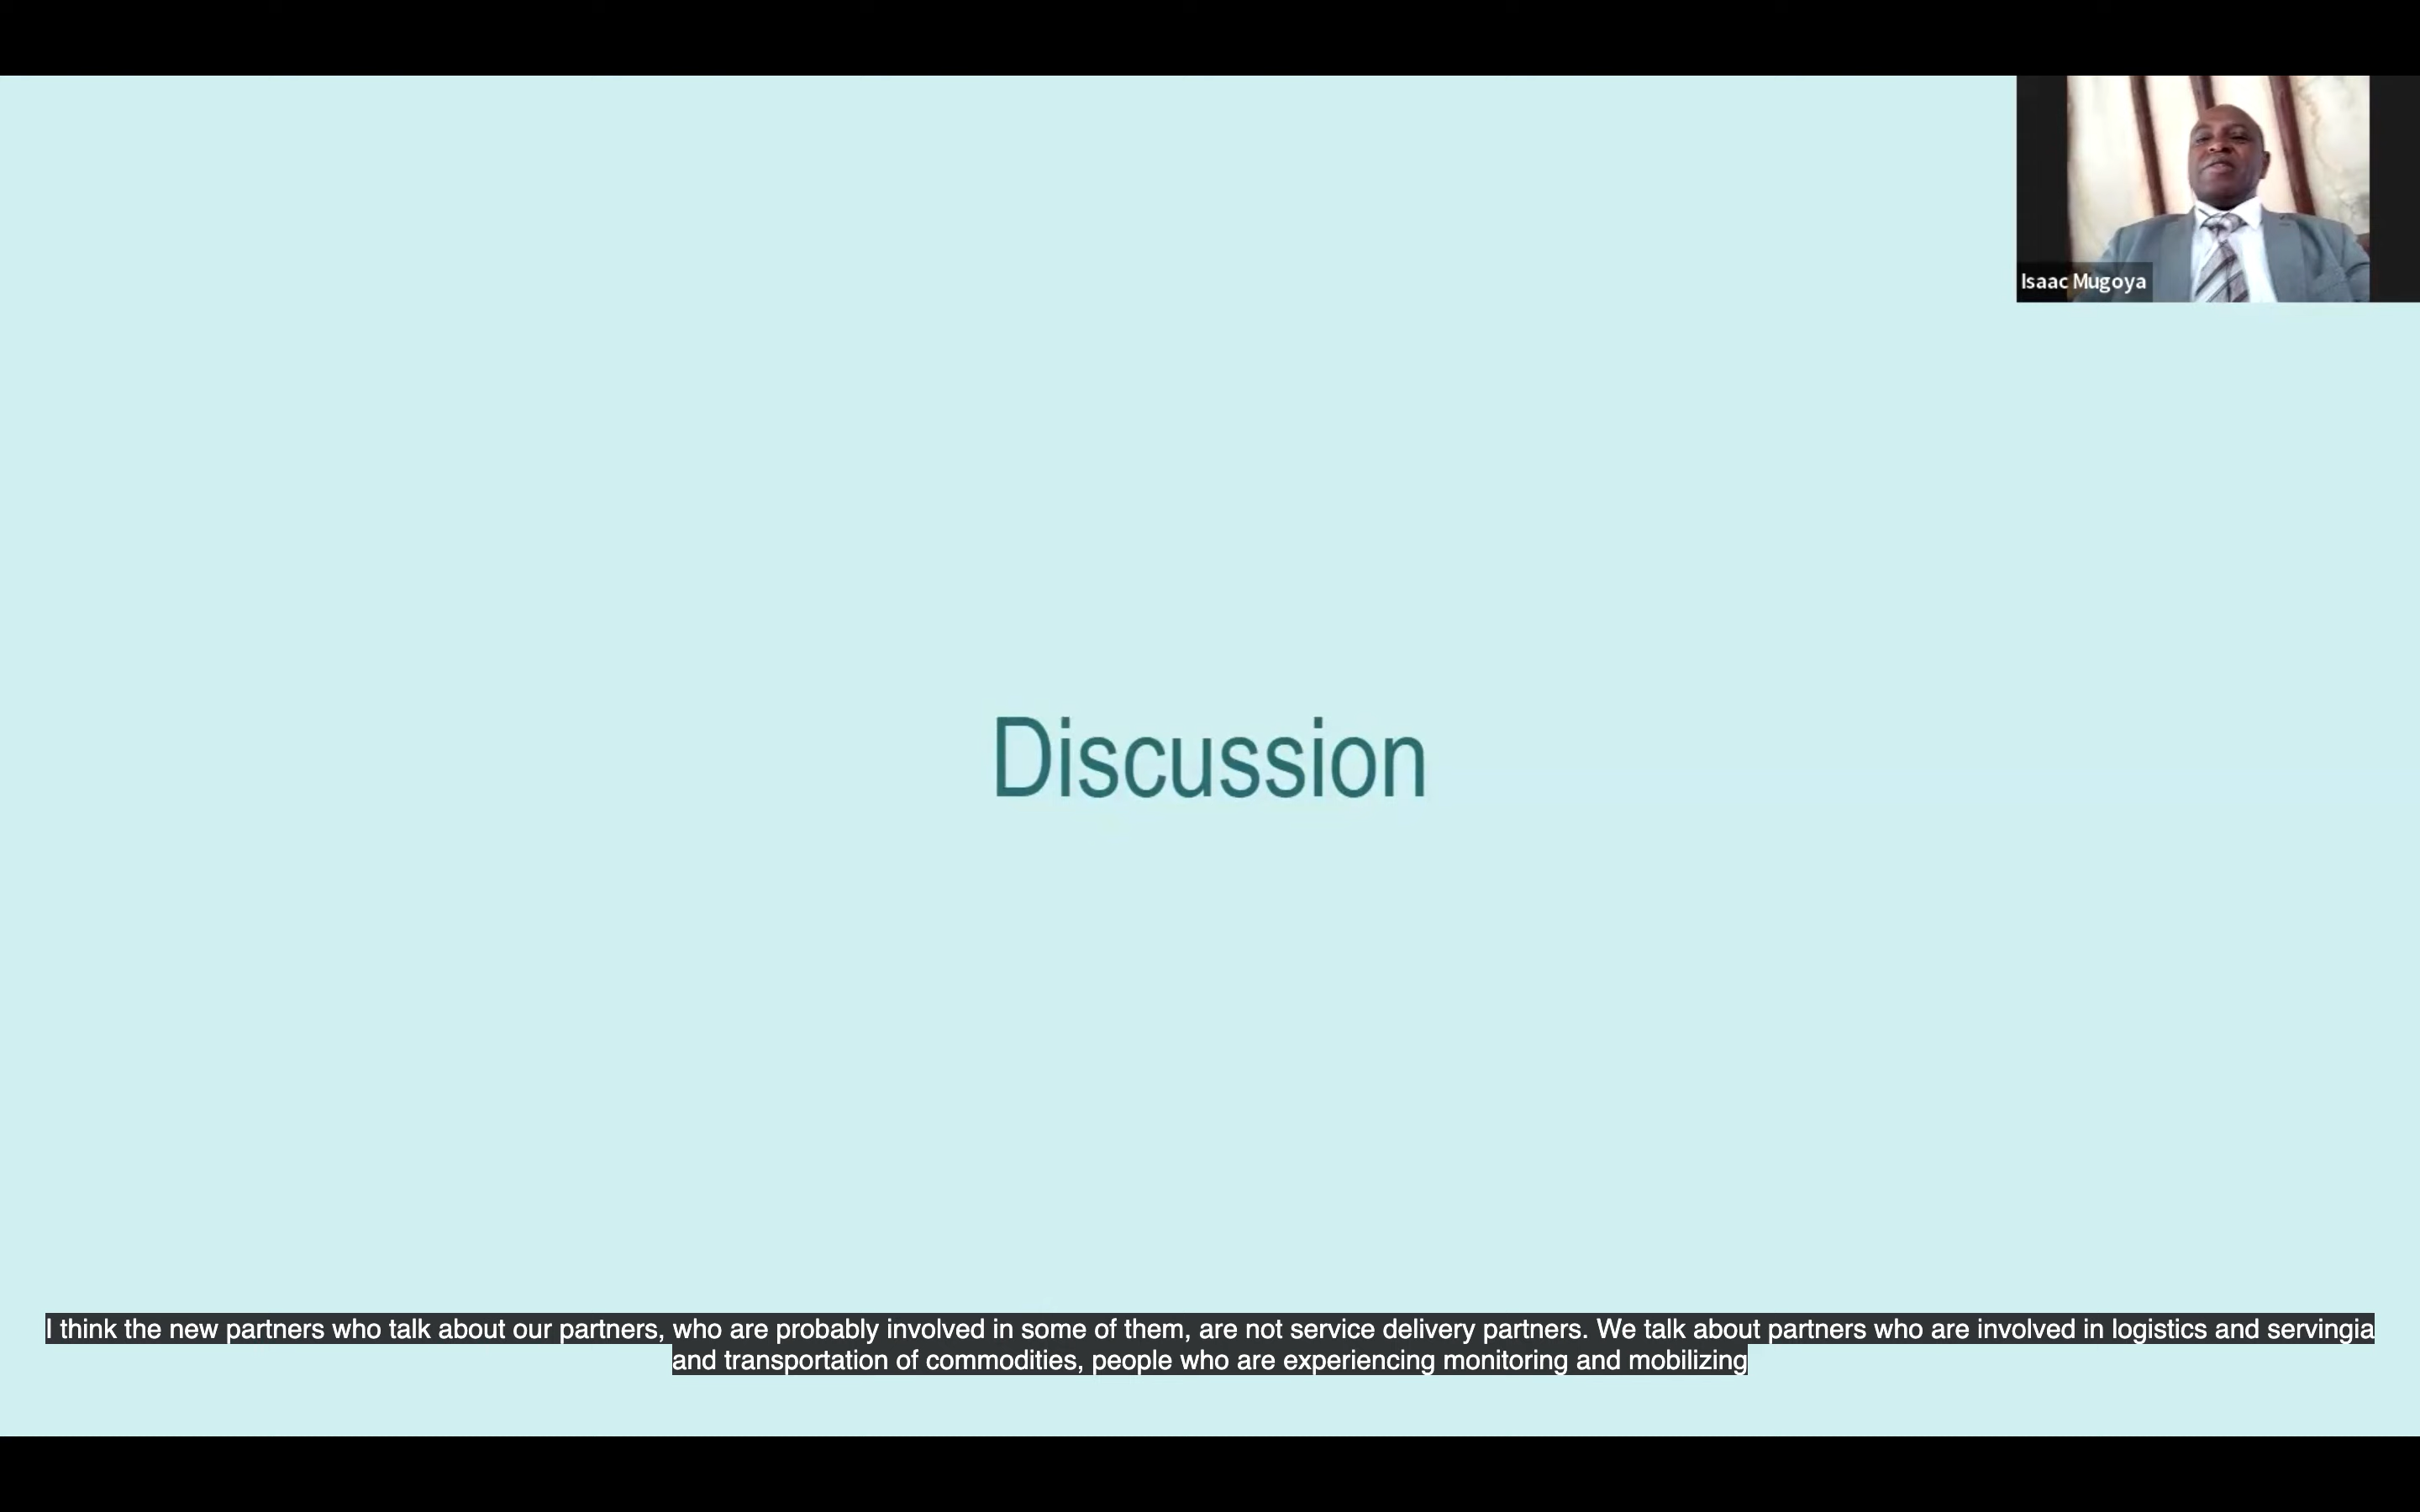 Isaac Mugoya
Discussion
I think the new partners who talk about our partners, who are probably involved in some of them, are not service delivery partners. We talk about partners who are involved in logistics and servingia
and transportation of commodities, people who are experiencing monitoring and mobilizing